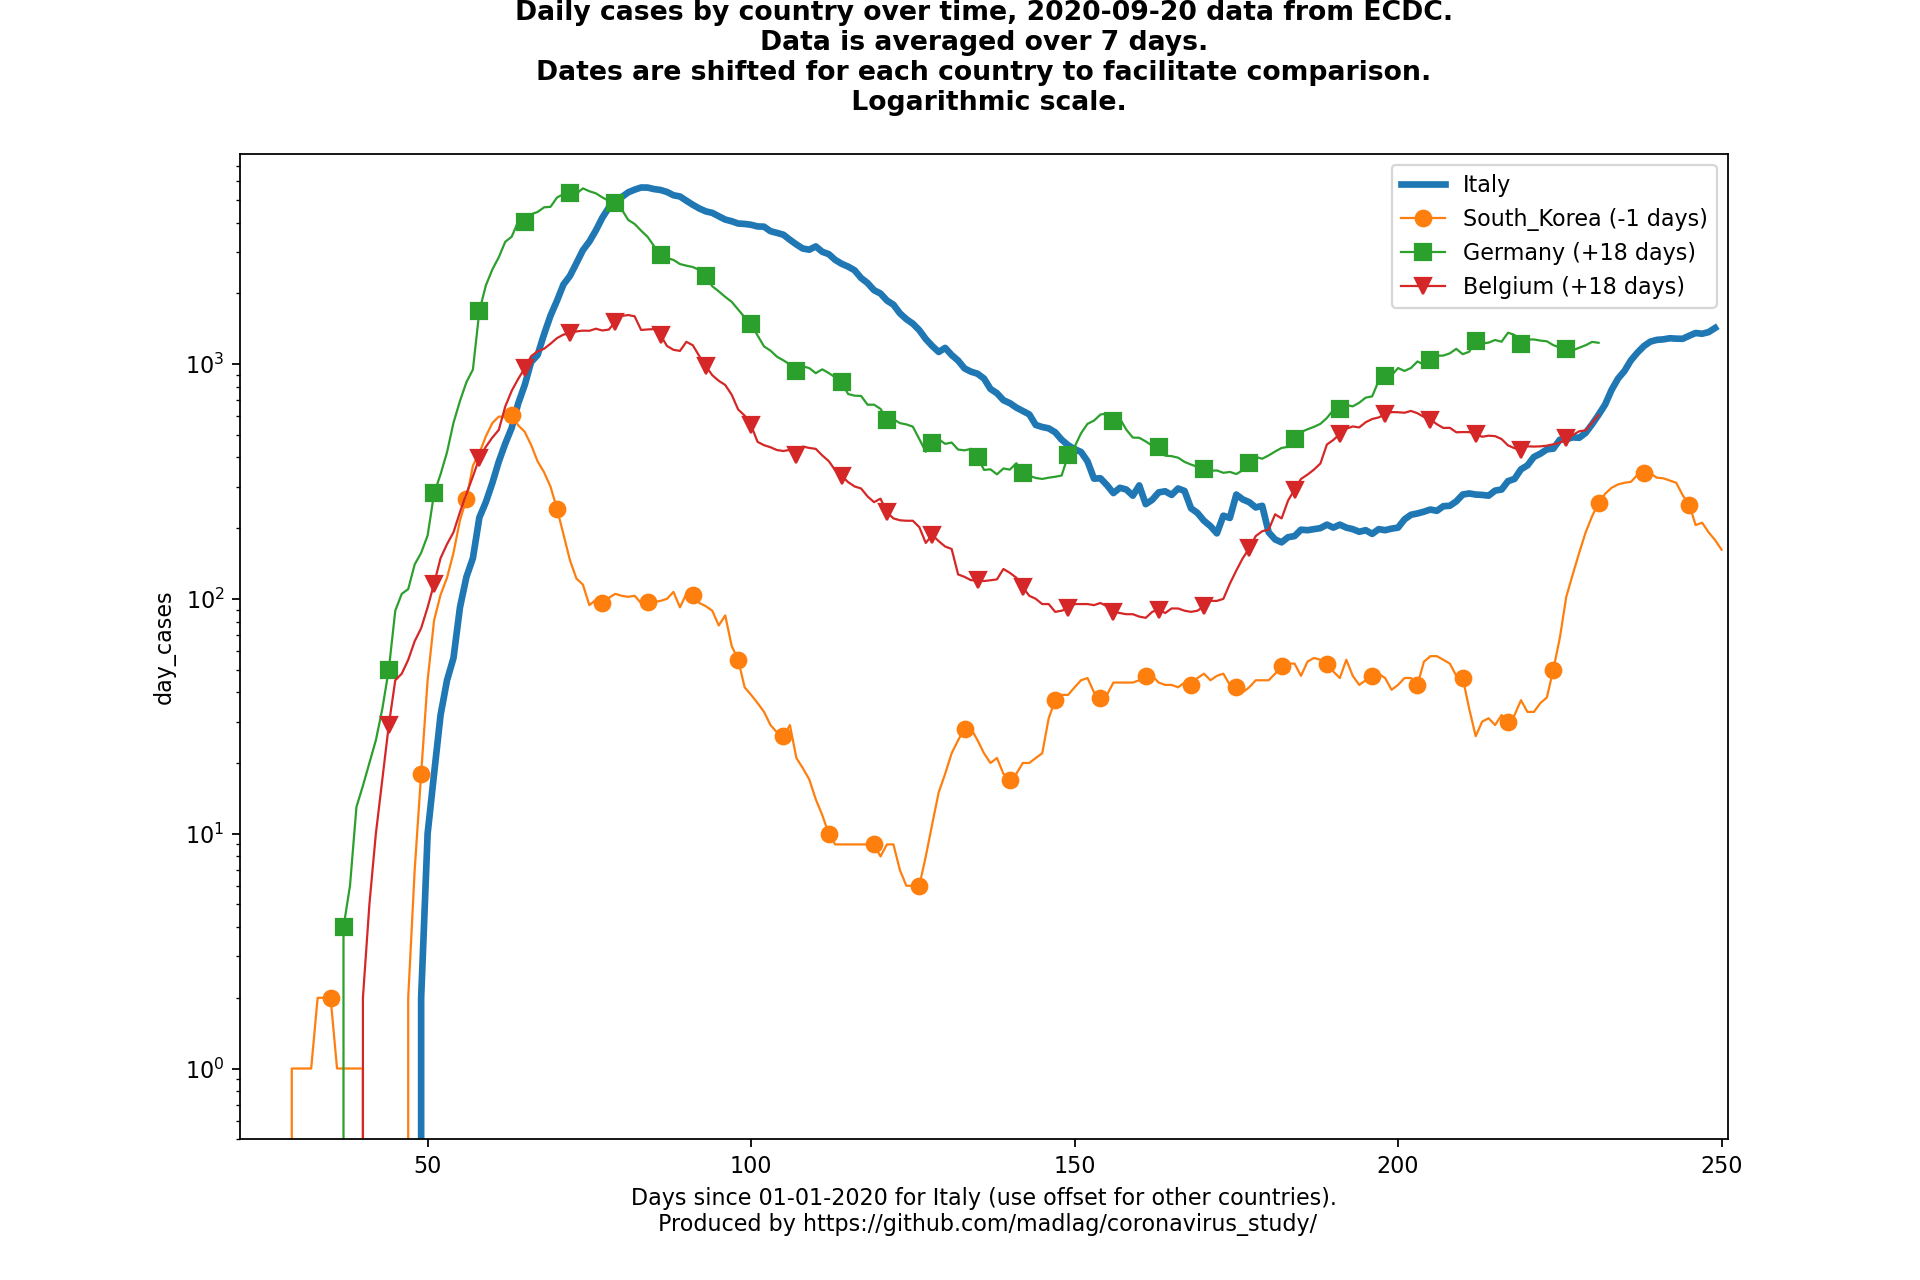 Daily cases by country over time, 2020-09-20 data from ECDC.
Data is averaged over 7 days.
Dates are shifted for each country to facilitate comparison.
Logarithmic scale.
Italy
South_Korea (-1 days)
Germany (+18 days)
Belgium (+18 days)
day_cases
10³
10²
10¹
10⁰
50
100
150
200
250
Days since 01-01-2020 for Italy (use offset for other countries).
Produced by https://github.com/madlag/coronavirus_study/